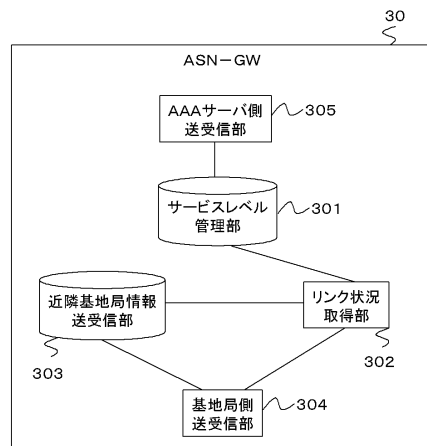 30
ASN-GW
AAAサーバ側
送受信部
305
サービスレベル
管理部
301
近隣基地局情報
送受信部
303
リンク状況
取得部
302
基地局側
送受信部
304